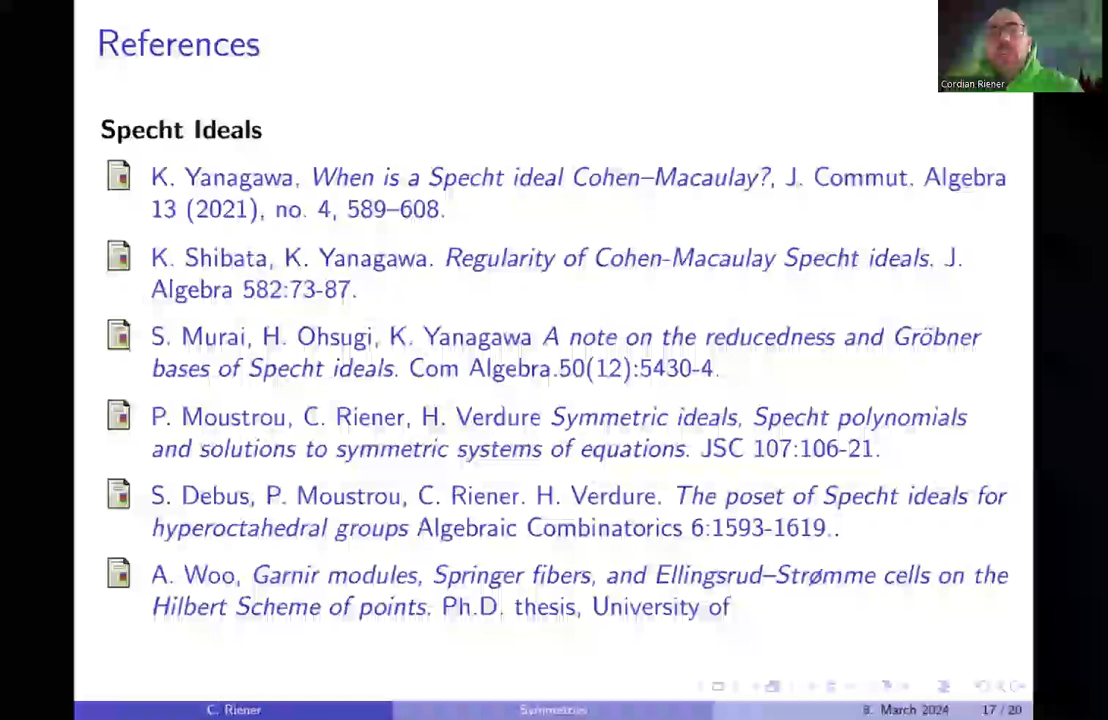 References
Cordian Riener
Specht Ideals
K. Yanagawa, When is a Specht ideal Cohen–Macaulay?, J. Commut. Algebra
13 (2021), no. 4, 589–608.
K. Shibata, K. Yanagawa. Regularity of Cohen-Macaulay Specht ideals. J.
Algebra 582:73-87.
S. Murai, H. Ohsugi, K. Yanagawa A note on the reducedness and Gröbner
bases of Specht ideals. Com Algebra.50(12):5430-4.
P. Moustrou, C. Riener, H. Verdure Symmetric ideals, Specht polynomials
and solutions to symmetric systems of equations. JSC 107:106-21.
S. Debus, P. Moustrou, C. Riener. H. Verdure. The poset of Specht ideals for
hyperoctahedral groups Algebraic Combinatorics 6:1593-1619..
A. Woo, Garnir modules, Springer fibers, and Ellingsrud–Strømme cells on the
Hilbert Scheme of points. Ph.D. thesis, University of
C. Riener Symmetries 8. March 2024 17 / 20